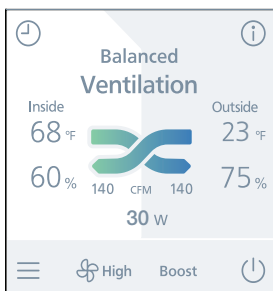 i
Balanced
Ventilation
Inside
Outside
68 °F
23 °F
60 %
75 %
140 CFM 140
30 W
High
Boost